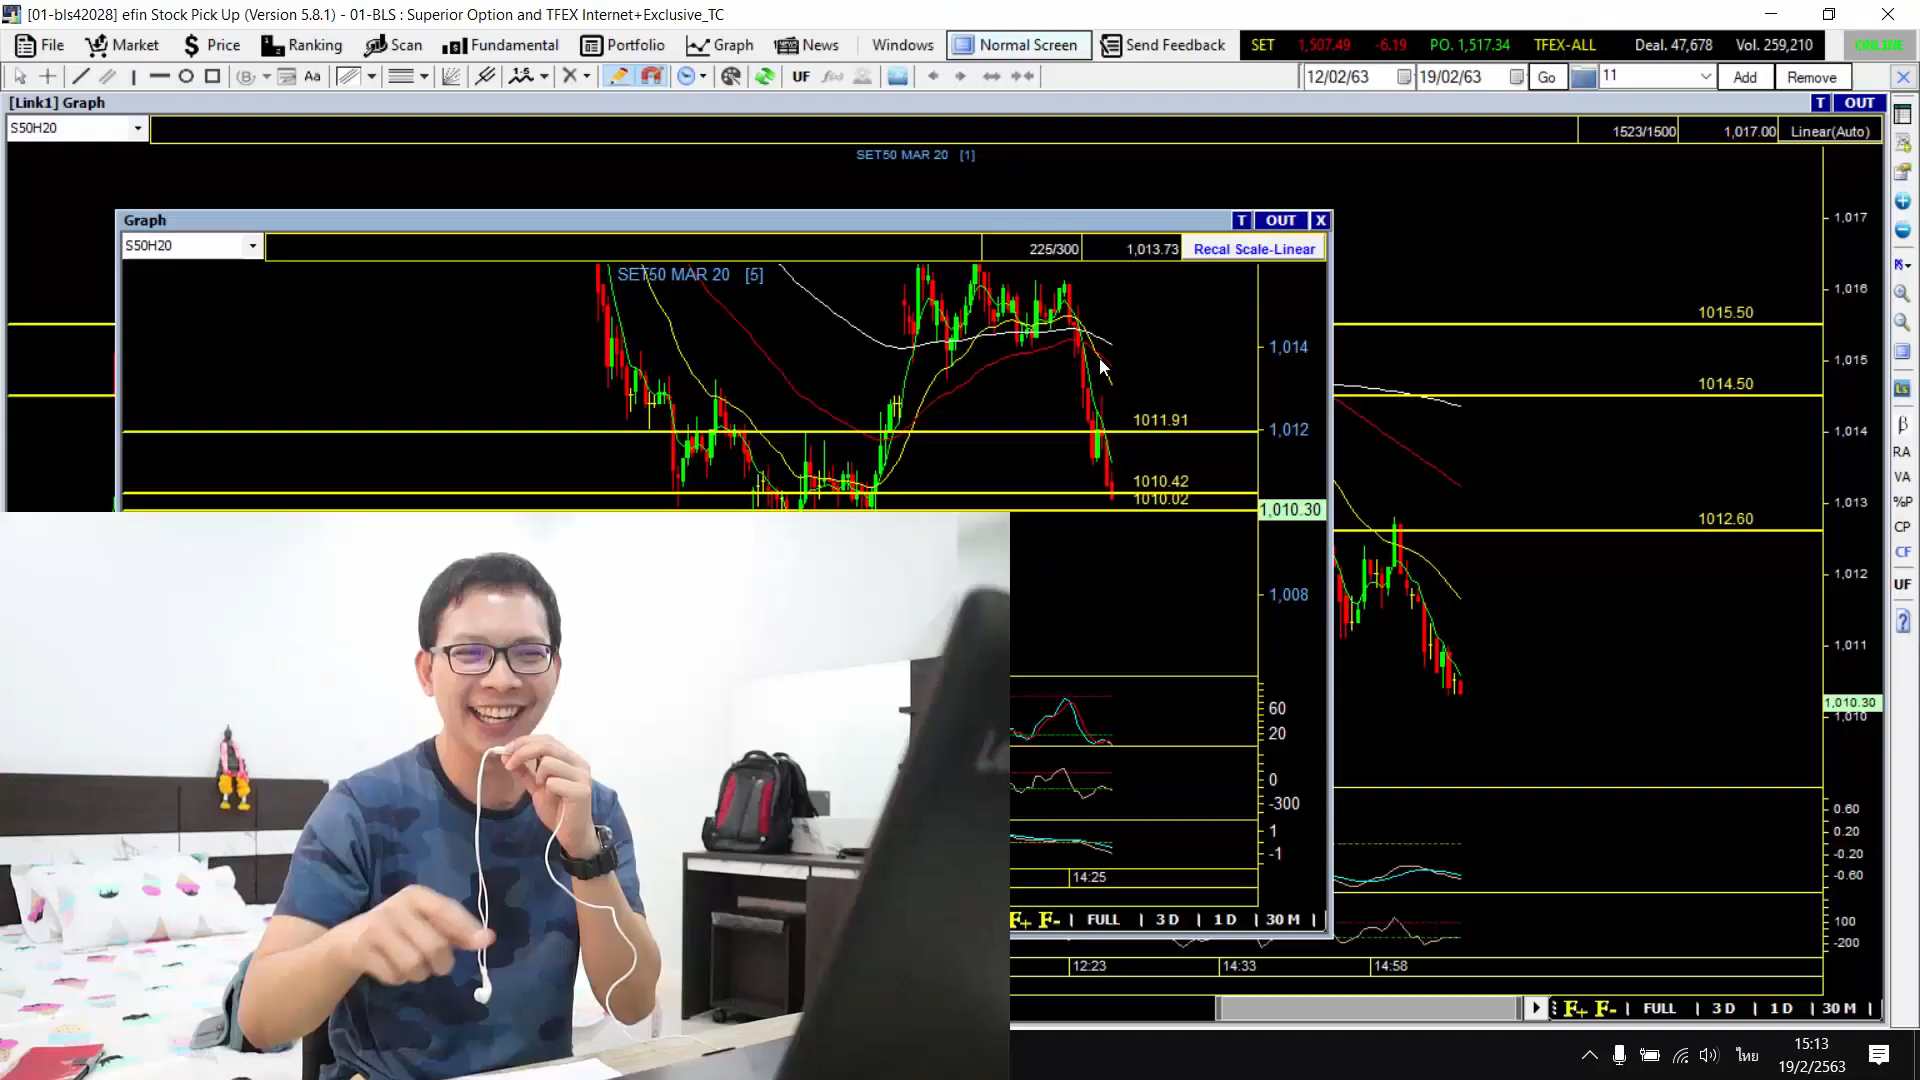 [01-bls42028] efin Stock Pick Up (Version 5.8.1) - 01-BLS : Superior Option and TFEX Internet+Exclusive_TC
File Market Price Ranking Scan Fundamental Portfolio Graph News Windows Normal Screen Send Feedback SET 1,507.49 -6.19 PO. 1,517.34 TFEX-ALL Deal. 47,678 Vol. 259,210 ONLINE
Aa UF 12/02/63 19/02/63 Go 11 Add Remove
[Link1] Graph T OUT
S50H20 1523/1500 1,017.00 Linear(Auto)
SET50 MAR 20 [1]
Graph T OUT X
S50H20 225/300 1,013.73 Recal Scale-Linear
SET50 MAR 20 [5]
1,014
1011.91
1,012
1010.42
1010.02
1,010.30
1,008
60
20
0
-300
1
-1
14:25
F+ F- | FULL | 3 D | 1 D | 30 M |
1,017
1,016
1015.50
1,015
1014.50
1,014
1,013
1012.60
1,012
1,011
1,010.30
1,010
0.60
0.20
-0.20
-0.60
100
-200
12:23 14:33 14:58
F+ F- | FULL | 3 D | 1 D | 30 M |
Ls
β
RA
VA
%P
CP
CF
UF
?
ไทย
15:13
19/2/2563